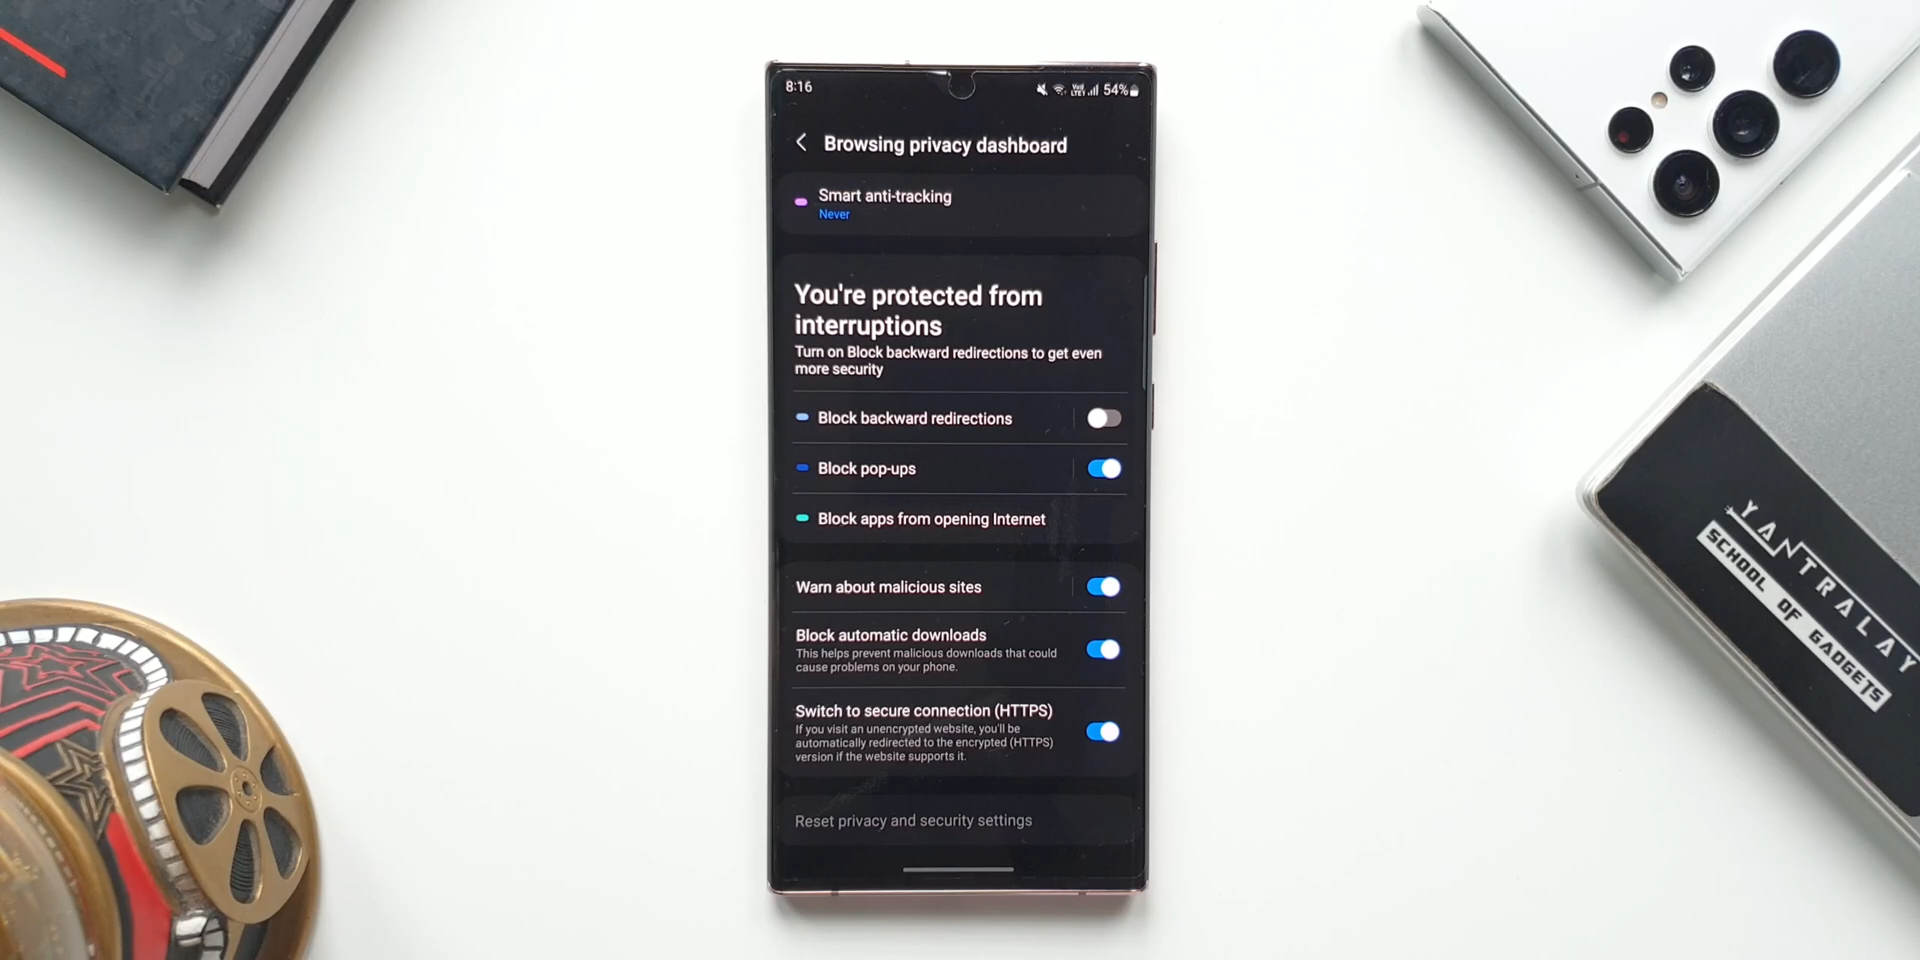 8:16
Vo)
LTE1
54%
Browsing privacy dashboard
Smart anti-tracking
Never
You're protected from
interruptions
Turn on Block backward redirections to get even
more security
Block backward redirections
Block pop-ups
Block apps from opening Internet
Warn about malicious sites
Block automatic downloads
This helps prevent malicious downloads that could
cause problems on your phone.
Switch to secure connection (HTTPS)
If you visit an unencrypted website, you'll be
automatically redirected to the encrypted (HTTPS)
version if the website supports it.
Reset privacy and security settings
YANTRALAY
SCHOOL OF GADGETS